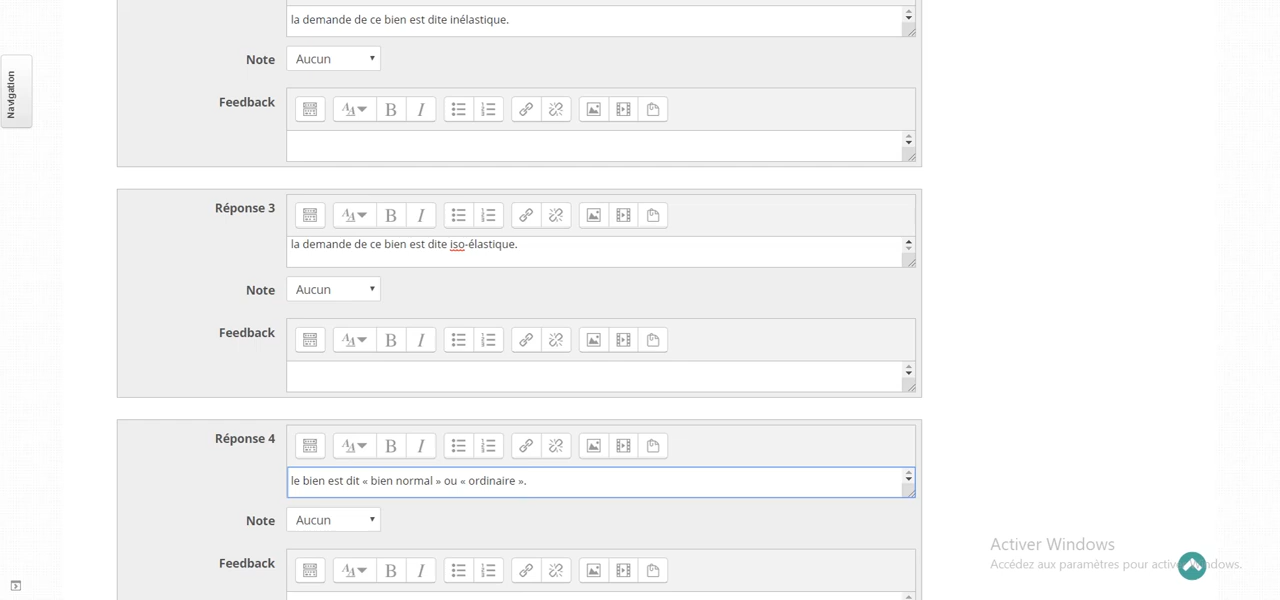 la demande de ce bien est dite inélastique.
Note
Aucun
Navigation
Feedback
Réponse 3
la demande de ce bien est dite iso-élastique.
Note
Aucun
Feedback
Réponse 4
le bien est dit « bien normal » ou « ordinaire ».
Note
Aucun
Activer Windows
Feedback
Accédez aux paramètres pour activer Windows.